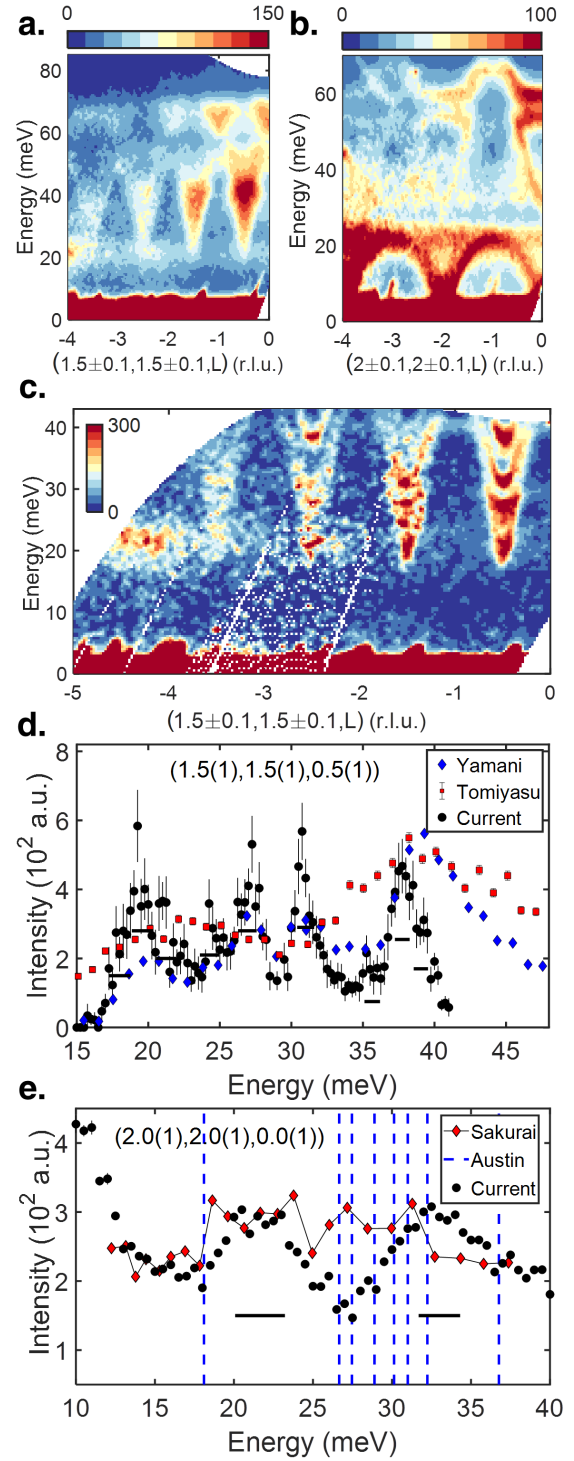 a.
0 150
Energy (meV)
80
60
40
20
0
-4 -3 -2 -1 0
(1.5±0.1,1.5±0.1,L) (r.l.u.)
b.
0 100
Energy (meV)
60
40
20
0
-4 -3 -2 -1 0
(2±0.1,2±0.1,L) (r.l.u.)
c.
300
0
Energy (meV)
40
30
20
10
0
-5 -4 -3 -2 -1 0
(1.5±0.1,1.5±0.1,L) (r.l.u.)
d.
(1.5(1),1.5(1),0.5(1))
Yamani
Tomiyasu
Current
Intensity (10² a.u.)
8
6
4
2
0
15 20 25 30 35 40 45
Energy (meV)
e.
(2.0(1),2.0(1),0.0(1))
Sakurai
Austin
Current
Intensity (10² a.u.)
4
3
2
1
10 15 20 25 30 35 40
Energy (meV)